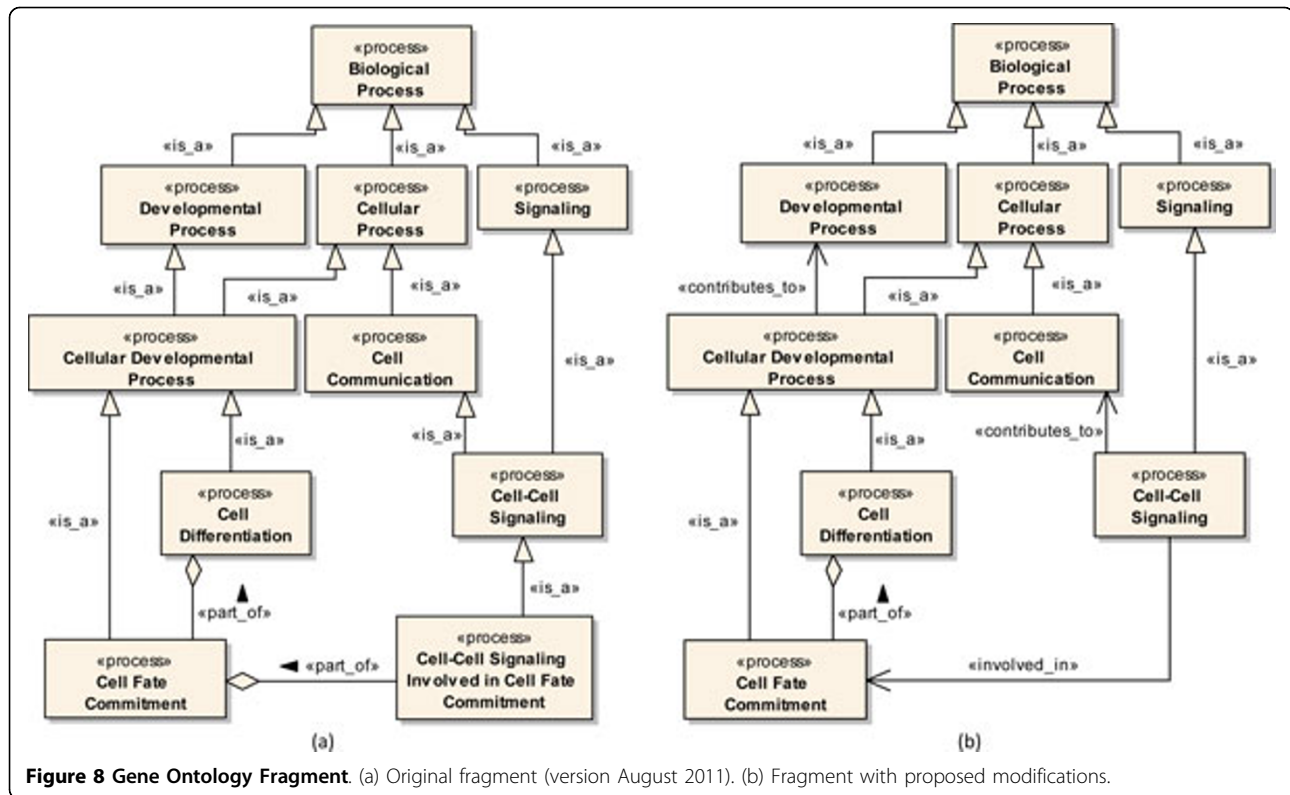 «process»
Biological
Process
«is_a»
«is_a»
«is_a»
«process»
Developmental
Process
«process»
Cellular
Process
«process»
Signaling
«is_a»
«is_a»
«is_a»
«process»
Cellular Developmental
Process
«process»
Cell
Communication
«is_a»
«is_a»
«is_a»
«is_a»
«process»
Cell
Differentiation
«process»
Cell-Cell
Signaling
«part_of»
«is_a»
«process»
Cell Fate
Commitment
«part_of»
«process»
Cell-Cell Signaling
Involved in Cell Fate
Commitment
(a)
«process»
Biological
Process
«is_a»
«is_a»
«is_a»
«process»
Developmental
Process
«process»
Cellular
Process
«process»
Signaling
«contributes_to»
«is_a»
«is_a»
«process»
Cellular Developmental
Process
«process»
Cell
Communication
«is_a»
«is_a»
«contributes_to»
«is_a»
«process»
Cell
Differentiation
«process»
Cell-Cell
Signaling
«part_of»
«process»
Cell Fate
Commitment
«involved_in»
(b)
Figure 8 Gene Ontology Fragment. (a) Original fragment (version August 2011). (b) Fragment with proposed modifications.